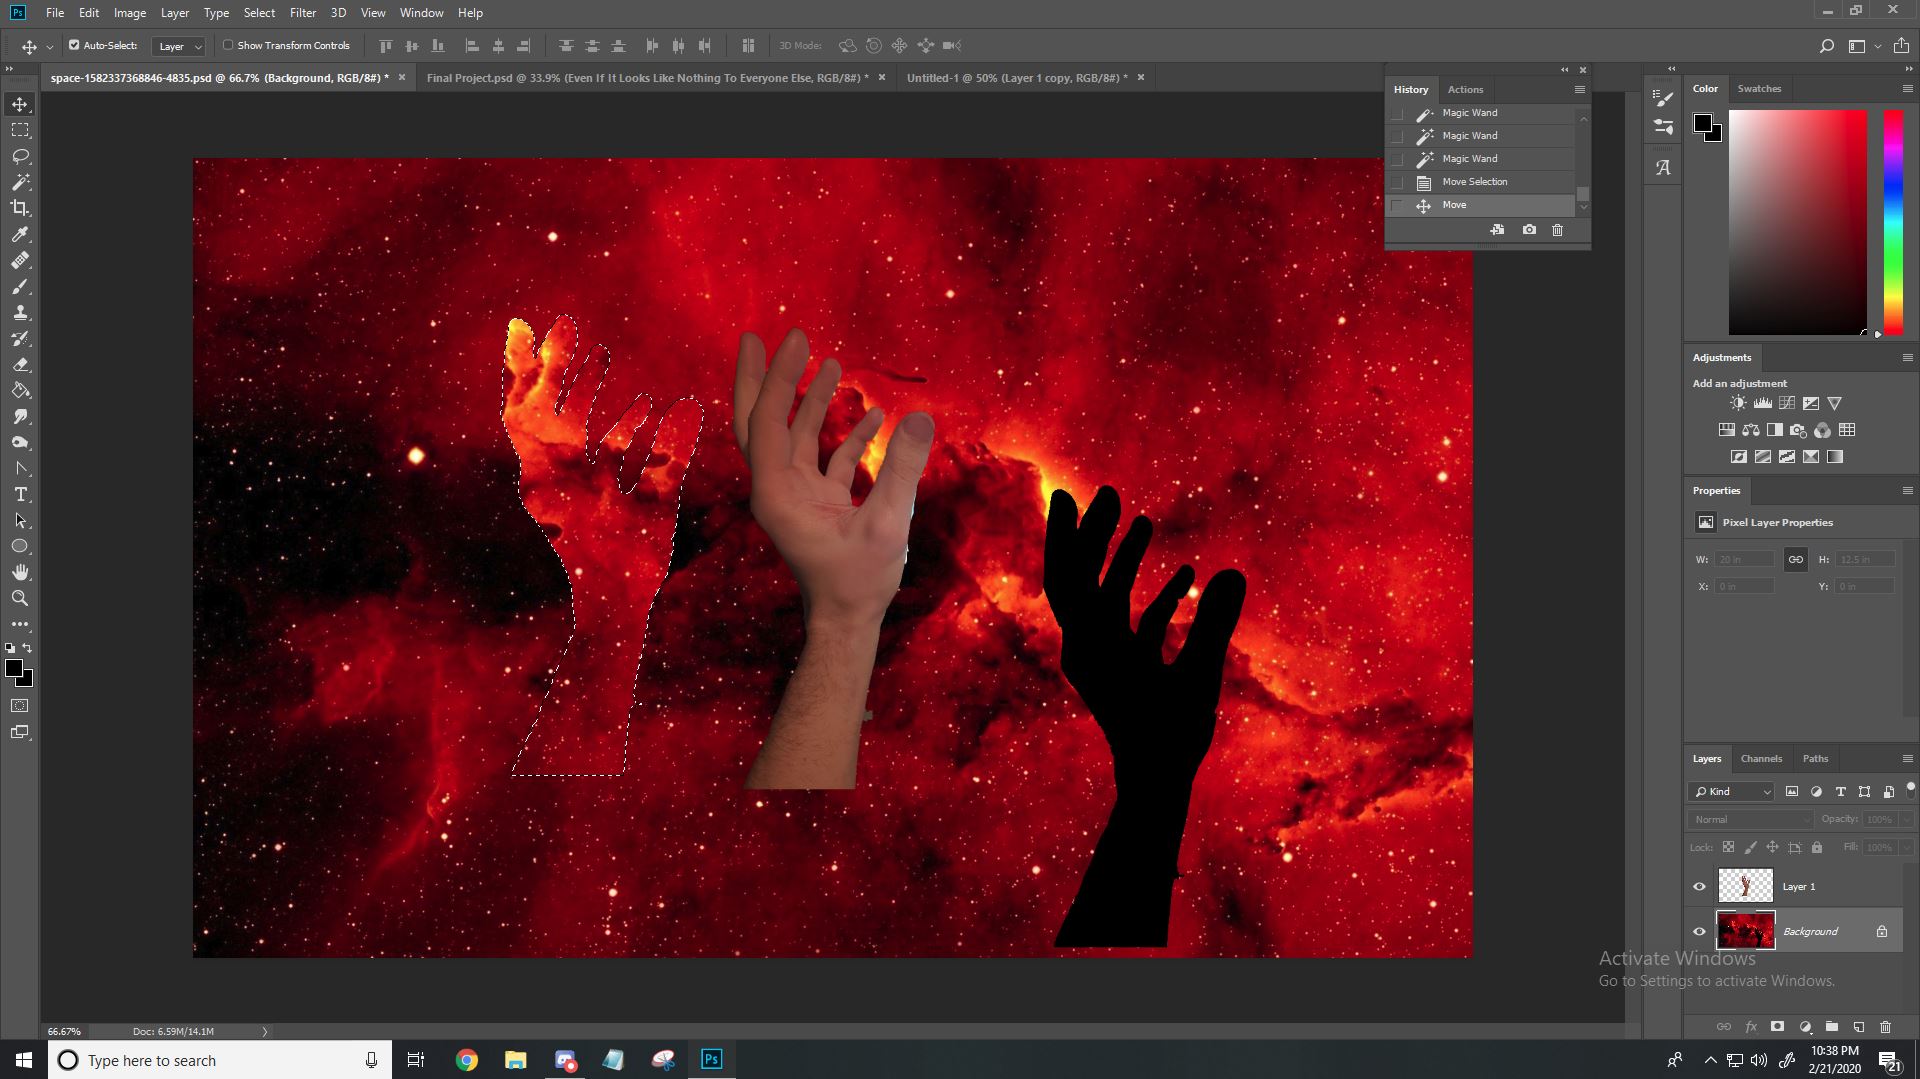 Ps File Edit Image Layer Type Select Filter 3D View Window Help
Auto-Select: Layer Show Transform Controls 3D Mode:
space-1582337368846-4835.psd @ 66.7% (Background, RGB/8#) * Final Project.psd @ 33.9% (Even If It Looks Like Nothing To Everyone Else, RGB/8#) * Untitled-1 @ 50% (Layer 1 copy, RGB/8#) *
History Actions
Magic Wand
Magic Wand
Magic Wand
Move Selection
Move
Color Swatches
Adjustments
Add an adjustment
Properties
Pixel Layer Properties
W: 20 in H: 12.5 in
X: 0 in Y: 0 in
Layers Channels Paths
Kind
Normal Opacity: 100%
Lock: Fill: 100%
Layer 1
Background
Activate Windows
Go to Settings to activate Windows.
66.67% Doc: 6.59M/14.1M
Type here to search
Ps
10:38 PM
2/21/2020
21